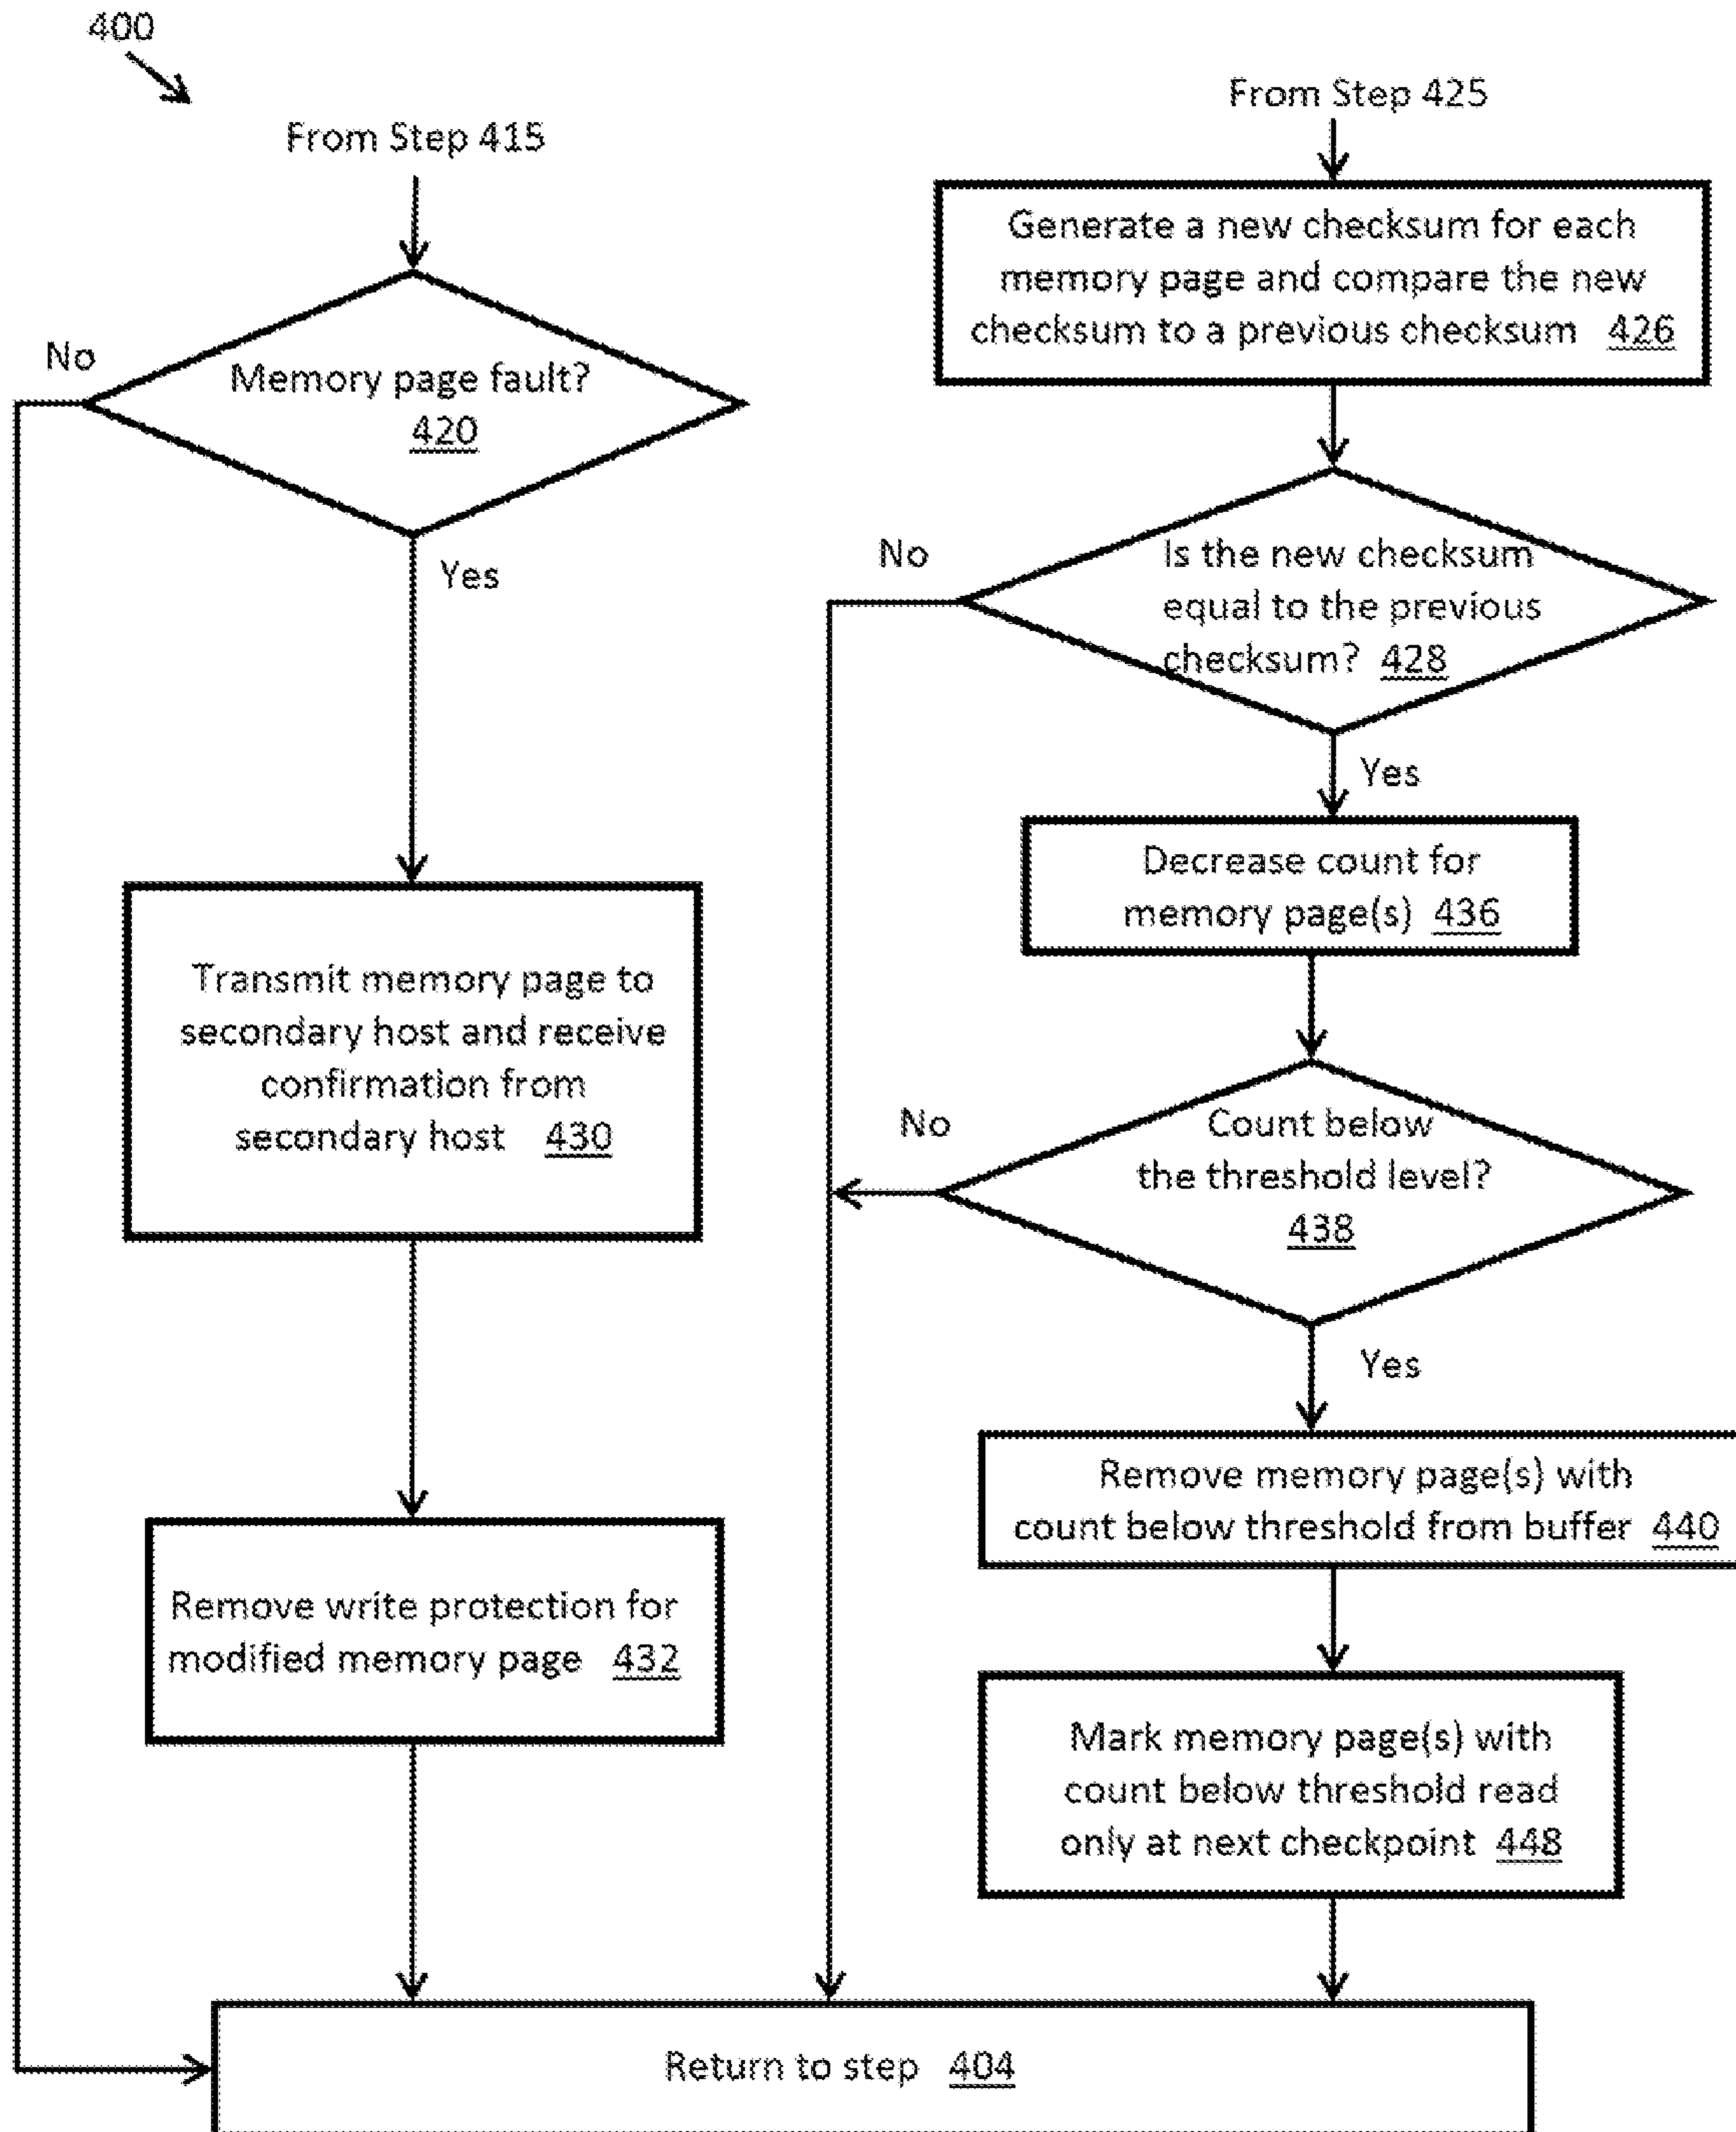 400
From Step 415
No
Memory page fault?
420
Yes
Transmit memory page to
secondary host and receive
confirmation from
secondary host 430
Remove write protection for
modified memory page 432
From Step 425
Generate a new checksum for each
memory page and compare the new
checksum to a previous checksum 426
No
Is the new checksum
equal to the previous
checksum? 428
Yes
Decrease count for
memory page(s) 436
No
Count below
the threshold level?
438
Yes
Remove memory page(s) with
count below threshold from buffer 440
Mark memory page(s) with
count below threshold read
only at next checkpoint 448
Return to step 404